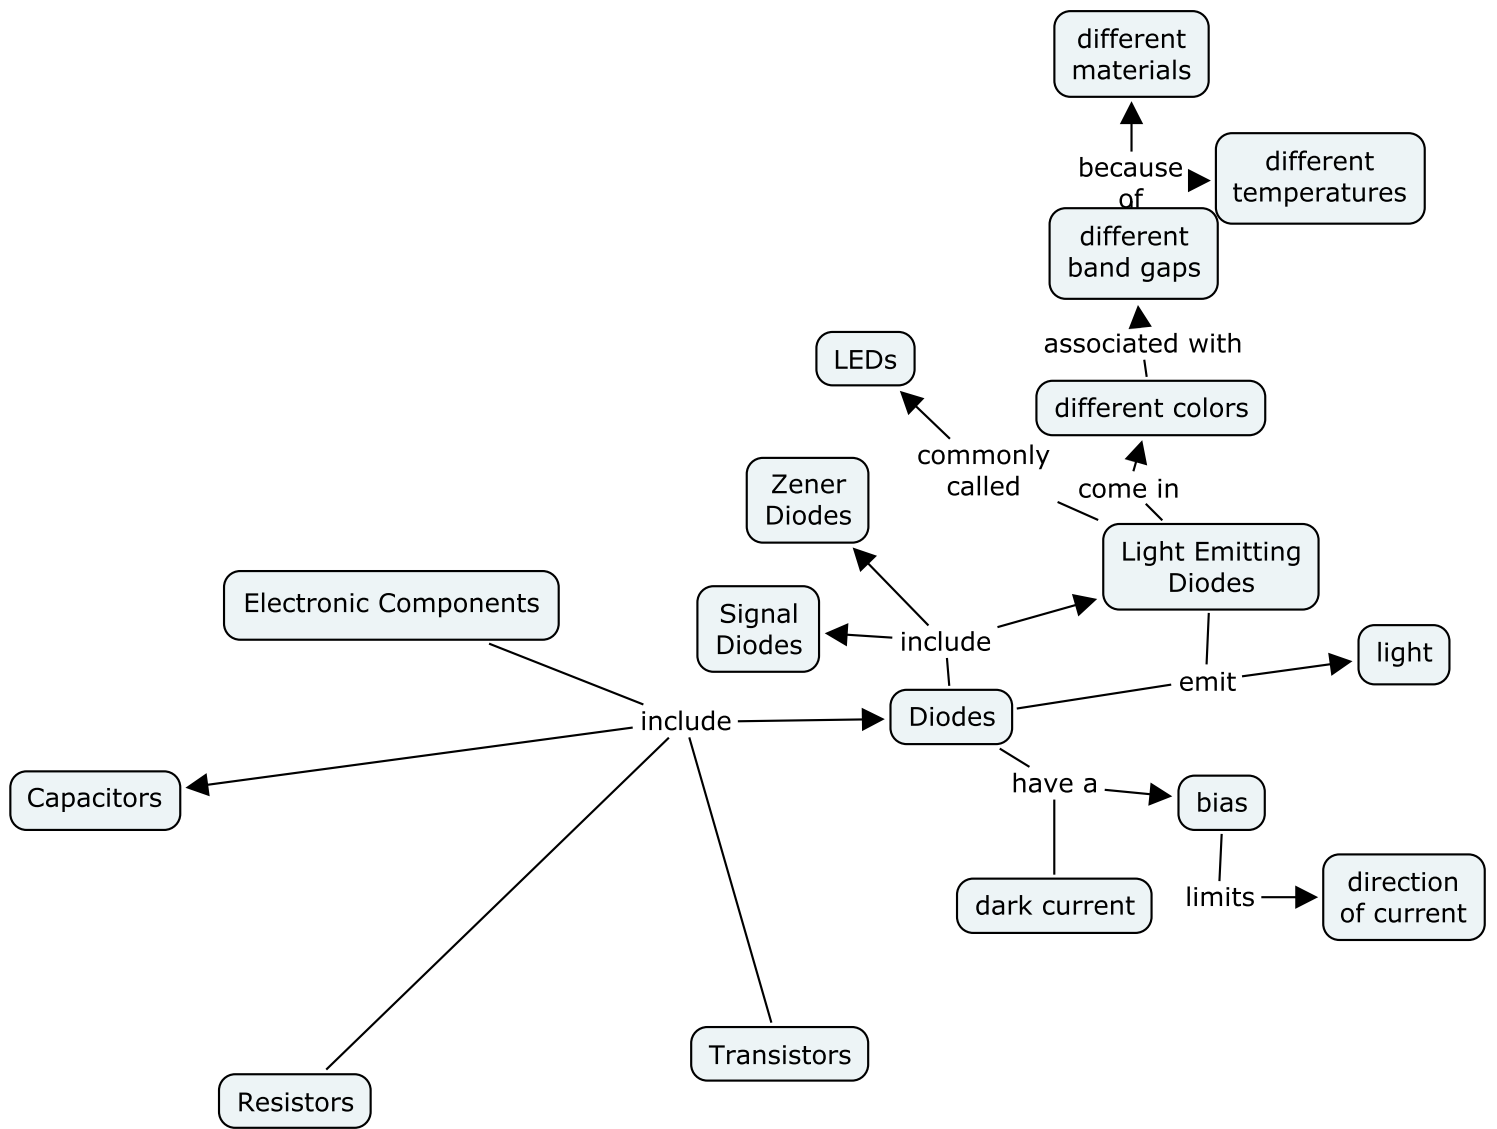 different
materials
because
of
different
temperatures
different
band gaps
associated with
LEDs
different colors
commonly
called
come in
Zener
Diodes
Light Emitting
Diodes
Electronic Components
Signal
Diodes
include
light
emit
Diodes
include
have a
bias
Capacitors
limits
direction
of current
dark current
Transistors
Resistors